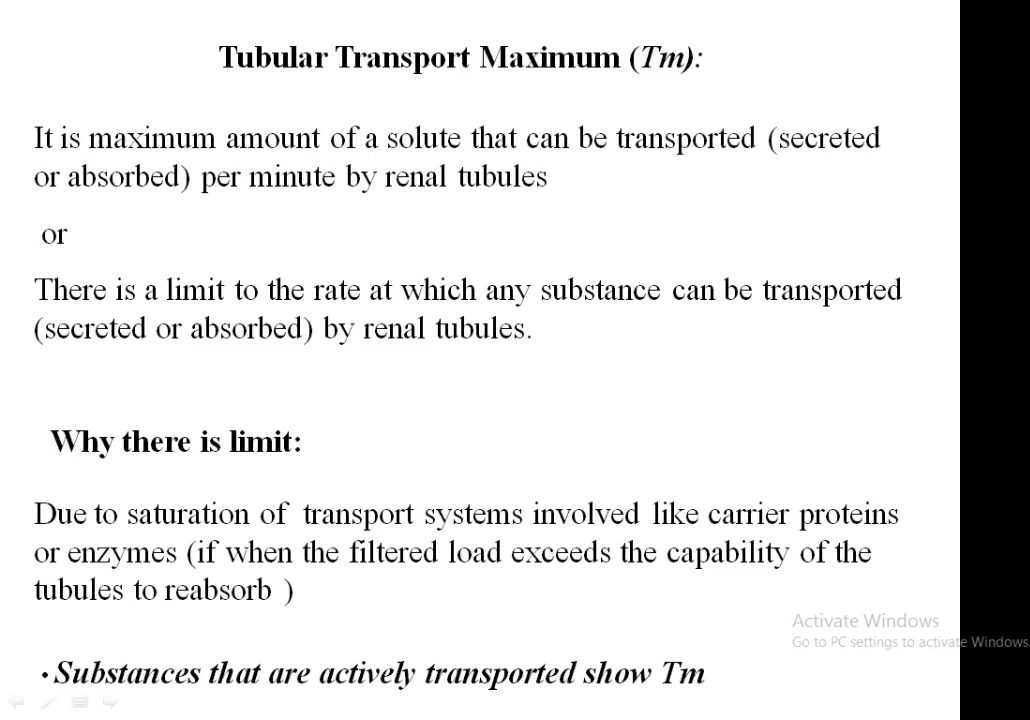 Tubular Transport Maximum (Tm):
It is maximum amount of a solute that can be transported (secreted
or absorbed) per minute by renal tubules
or
There is a limit to the rate at which any substance can be transported
(secreted or absorbed) by renal tubules.
Why there is limit:
Due to saturation of transport systems involved like carrier proteins
or enzymes (if when the filtered load exceeds the capability of the
tubules to reabsorb )
Activate Windows
Go to PC settings to activate Windows.
• Substances that are actively transported show Tm